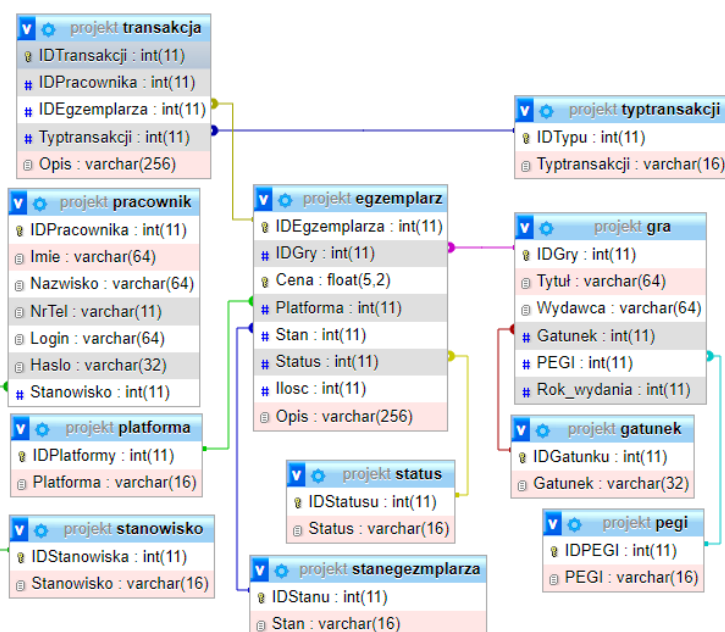 v projekt transakcja
IDTransakcji : int(11)
# IDPracownika : int(11)
# IDEgzemplarza : int(11)
# Typtransakcji : int(11)
Opis : varchar(256)
v projekt typtransakcji
IDTypu : int(11)
Typtransakcji : varchar(16)
v projekt pracownik
IDPracownika : int(11)
Imie : varchar(64)
Nazwisko : varchar(64)
NrTel : varchar(11)
Login : varchar(64)
Haslo : varchar(32)
# Stanowisko : int(11)
v projekt egzemplarz
IDEgzemplarza : int(11)
# IDGry : int(11)
Cena : float(5,2)
# Platforma : int(11)
# Stan : int(11)
# Status : int(11)
# Ilosc : int(11)
Opis : varchar(256)
v projekt gra
IDGry : int(11)
Tytuł : varchar(64)
Wydawca : varchar(64)
# Gatunek : int(11)
# PEGI : int(11)
# Rok_wydania : int(11)
v projekt platforma
IDPlatformy : int(11)
Platforma : varchar(16)
v projekt gatunek
IDGatunku : int(11)
Gatunek : varchar(32)
v projekt status
IDStatusu : int(11)
Status : varchar(16)
v projekt stanowisko
IDStanowiska : int(11)
Stanowisko : varchar(16)
v projekt pegi
IDPEGI : int(11)
PEGI : varchar(16)
v projekt stanegezmplarza
IDStanu : int(11)
Stan : varchar(16)